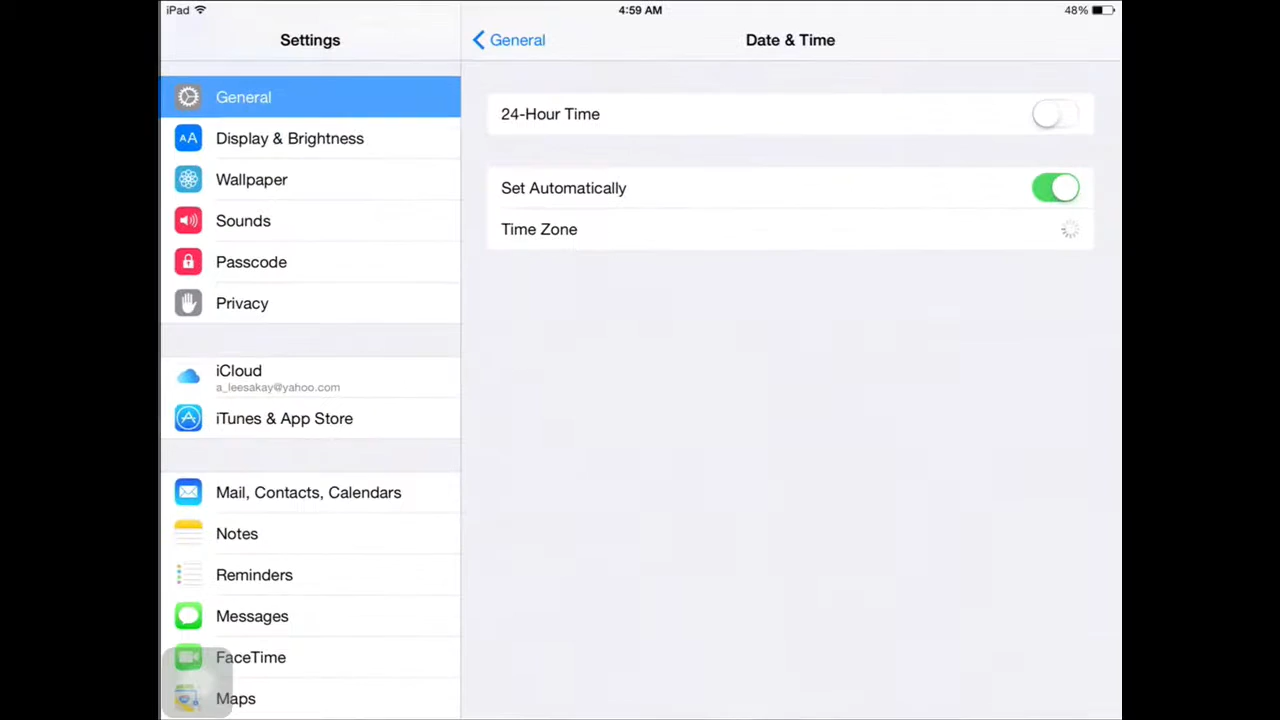 iPad
4:59 AM
48%
Settings
General
Date & Time
General
Display & Brightness
Wallpaper
Sounds
Passcode
Privacy
iCloud
a_leesakay@yahoo.com
iTunes & App Store
Mail, Contacts, Calendars
Notes
Reminders
Messages
FaceTime
Maps
24-Hour Time
Set Automatically
Time Zone